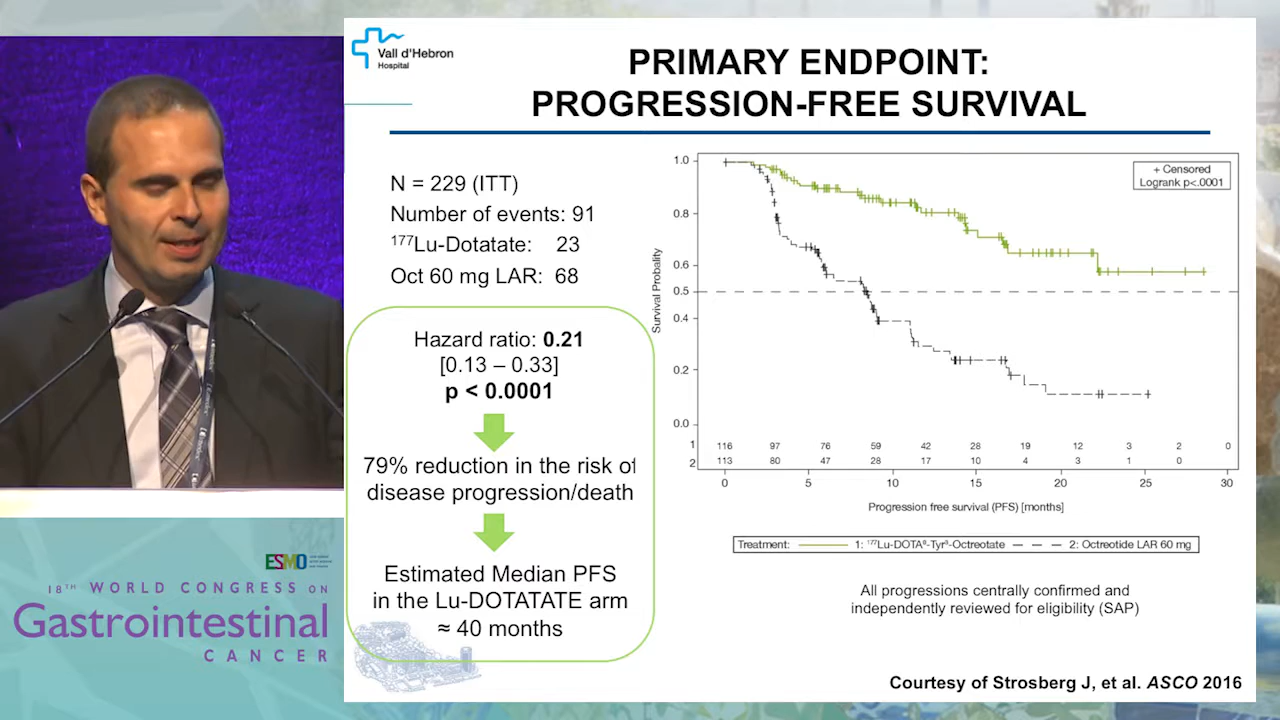 Vall d'Hebron
Hospital
PRIMARY ENDPOINT:
PROGRESSION-FREE SURVIVAL
N = 229 (ITT)
Number of events: 91
¹⁷⁷Lu-Dotatate: 23
Oct 60 mg LAR: 68
Hazard ratio: 0.21
[0.13 – 0.33]
p < 0.0001
79% reduction in the risk of
disease progression/death
Estimated Median PFS
in the Lu-DOTATATE arm
≈ 40 months
+ Censored
Logrank p<.0001
Survival Probality
1.0
0.8
0.6
0.5
0.4
0.2
0.0
1 116 97 76 59 42 28 19 12 3 2 0
2 113 80 47 28 17 10 4 3 1 0
0 5 10 15 20 25 30
Progression free survival (PFS) [months]
Treatment: 1: ¹⁷⁷Lu-DOTA⁰-Tyr³-Octreotate 2: Octreotide LAR 60 mg
All progressions centrally confirmed and
independently reviewed for eligibility (SAP)
Courtesy of Strosberg J, et al. ASCO 2016
ESMO
18TH WORLD CONGRESS ON
Gastrointestinal
CANCER